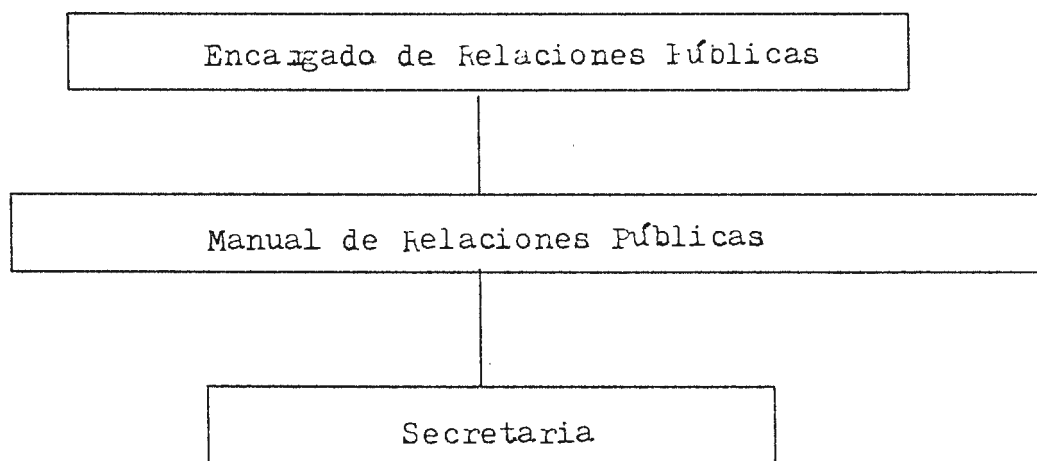 Encargado de Relaciones Públicas
Manual de Relaciones Públicas
Secretaria